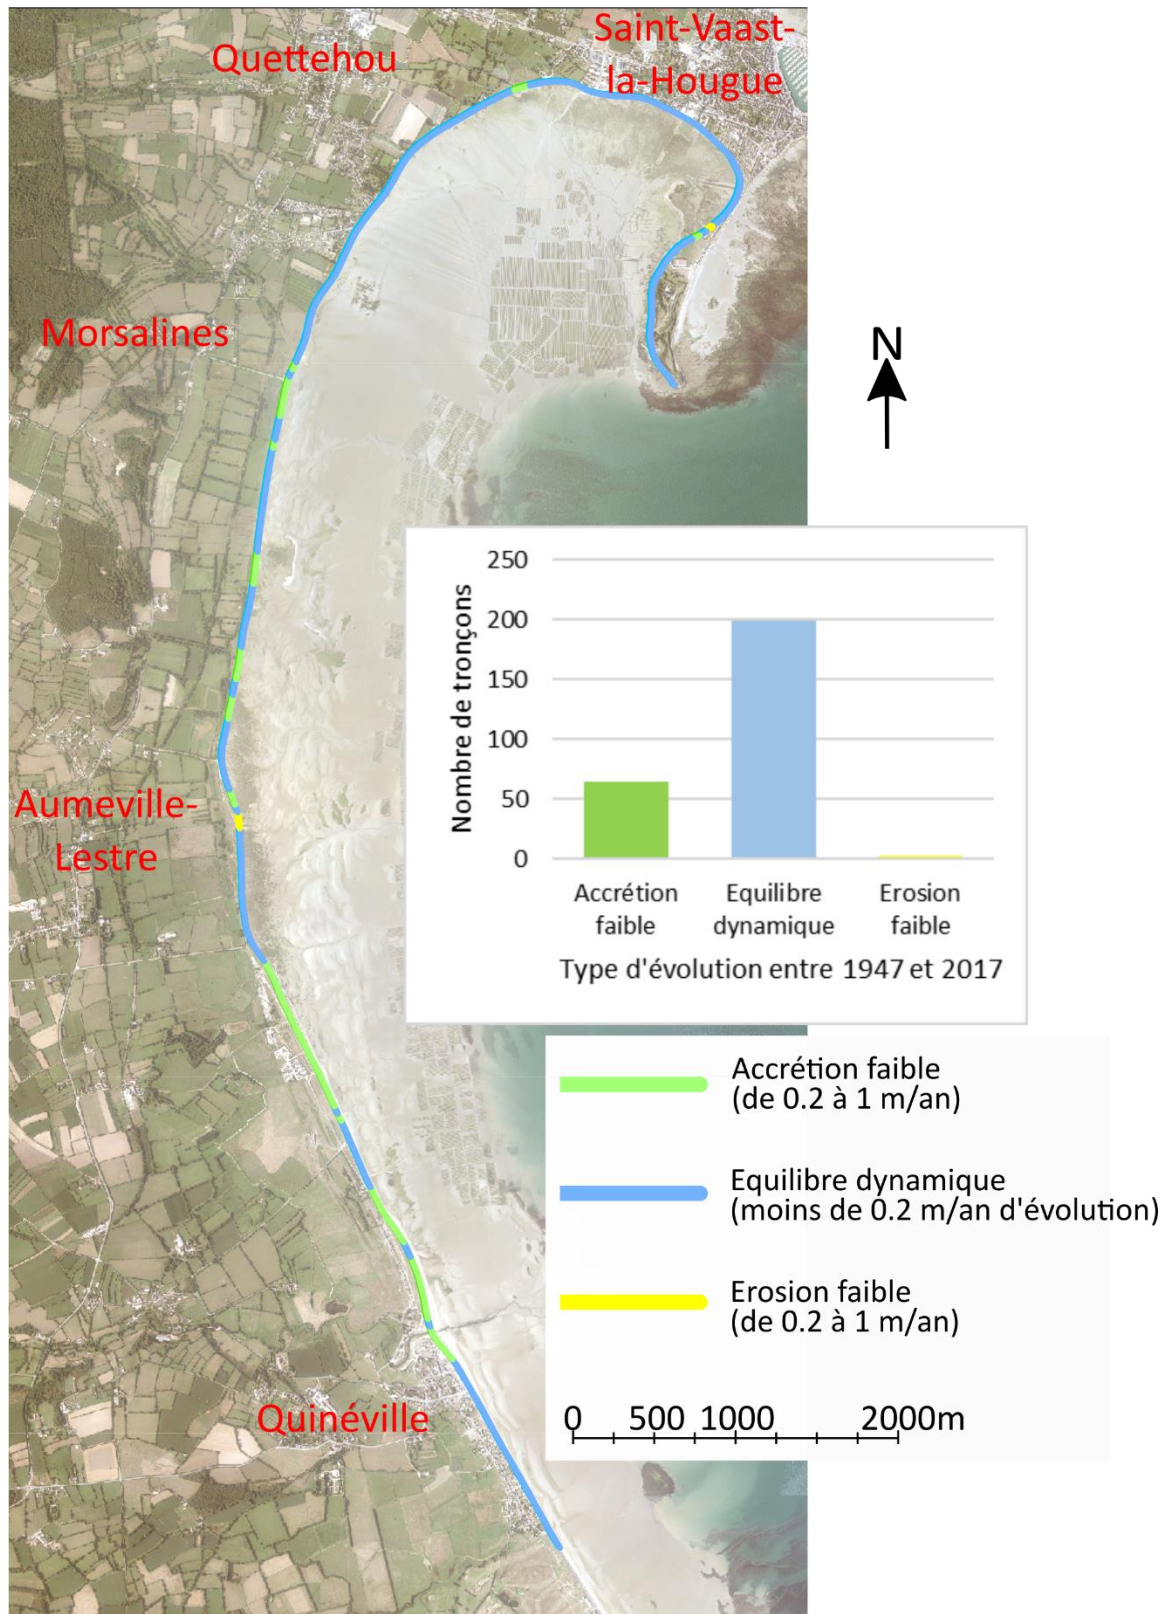 Saint-Vaast-
la-Hougue
Quettehou
Morsalines
N
Aumeville-
Lestre
Quinéville
Nombre de tronçons
250
200
150
100
50
0
Accrétion
faible
Equilibre
dynamique
Erosion
faible
Type d'évolution entre 1947 et 2017
Accrétion faible
(de 0.2 à 1 m/an)
Equilibre dynamique
(moins de 0.2 m/an d'évolution)
Erosion faible
(de 0.2 à 1 m/an)
0 500 1000 2000m